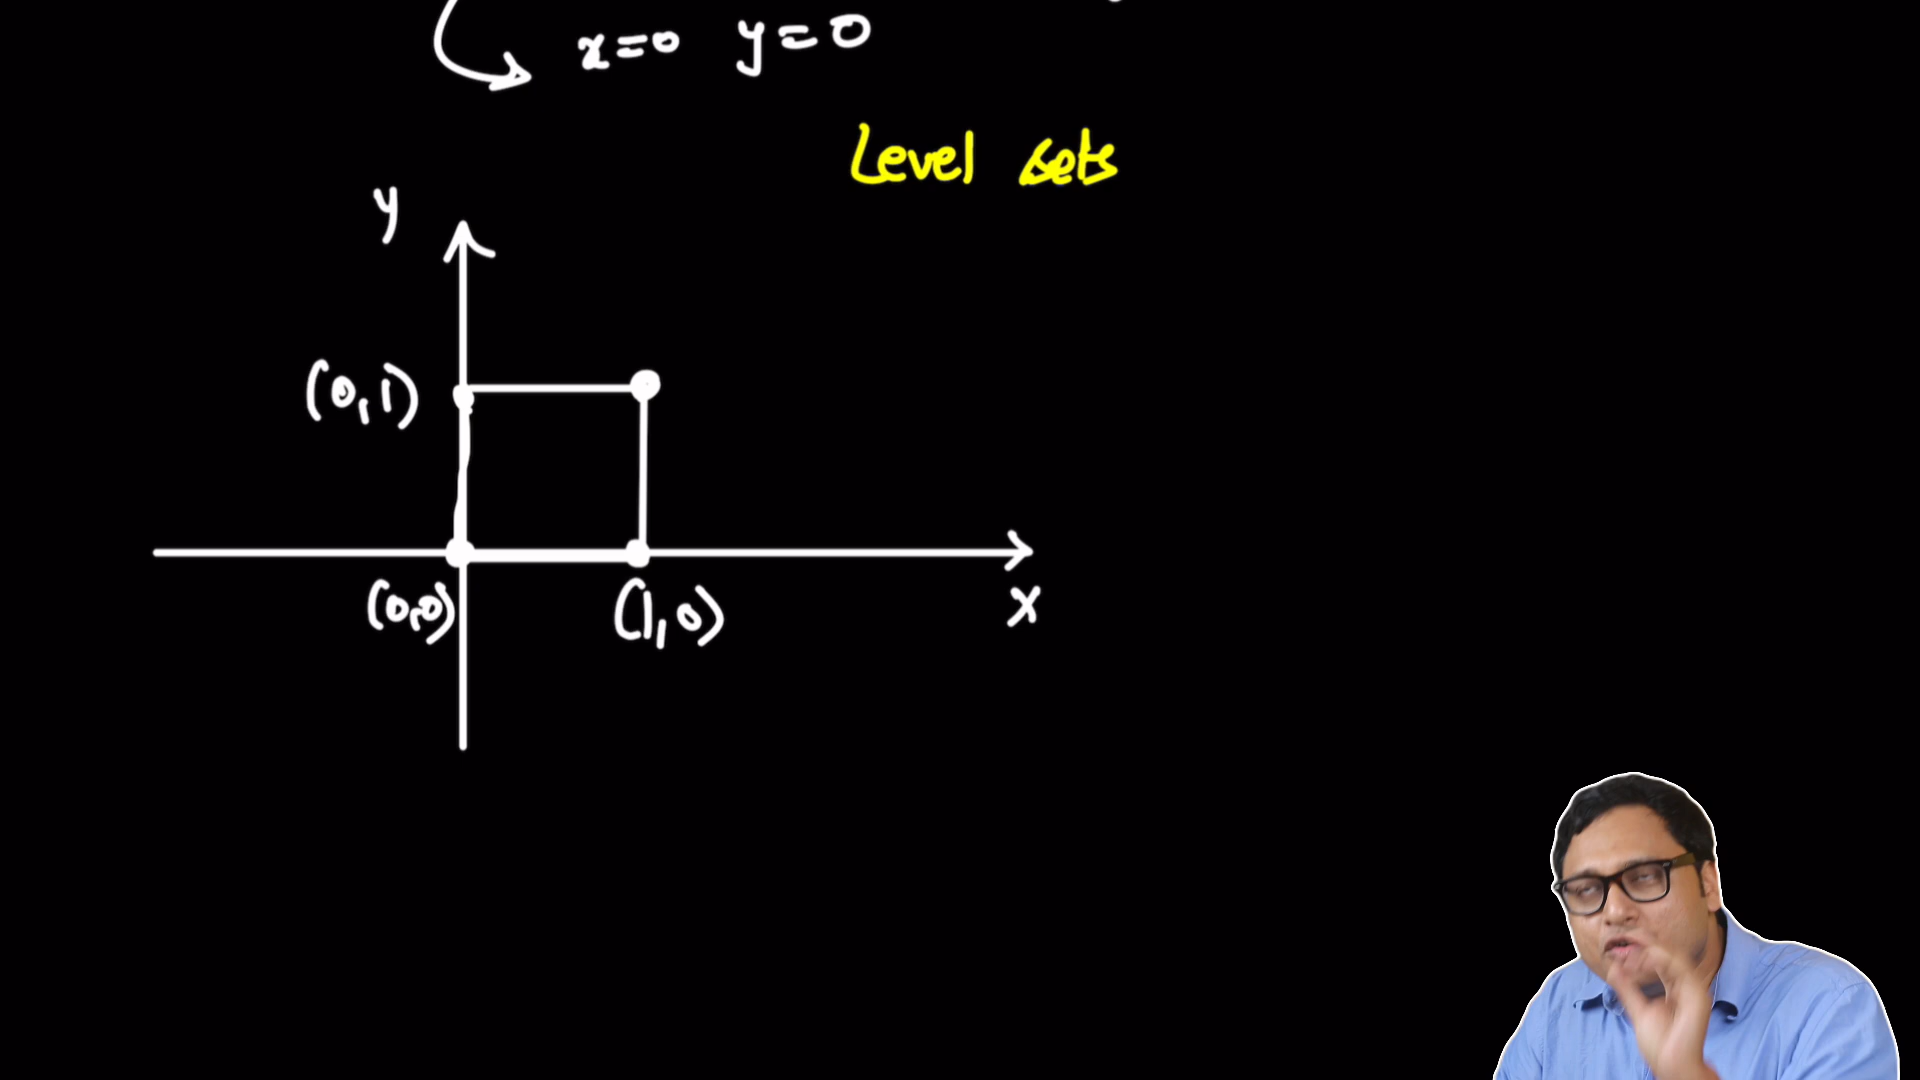 x=0 y=0
Level sets
y
(0,1)
(0,0)
(1,0)
x